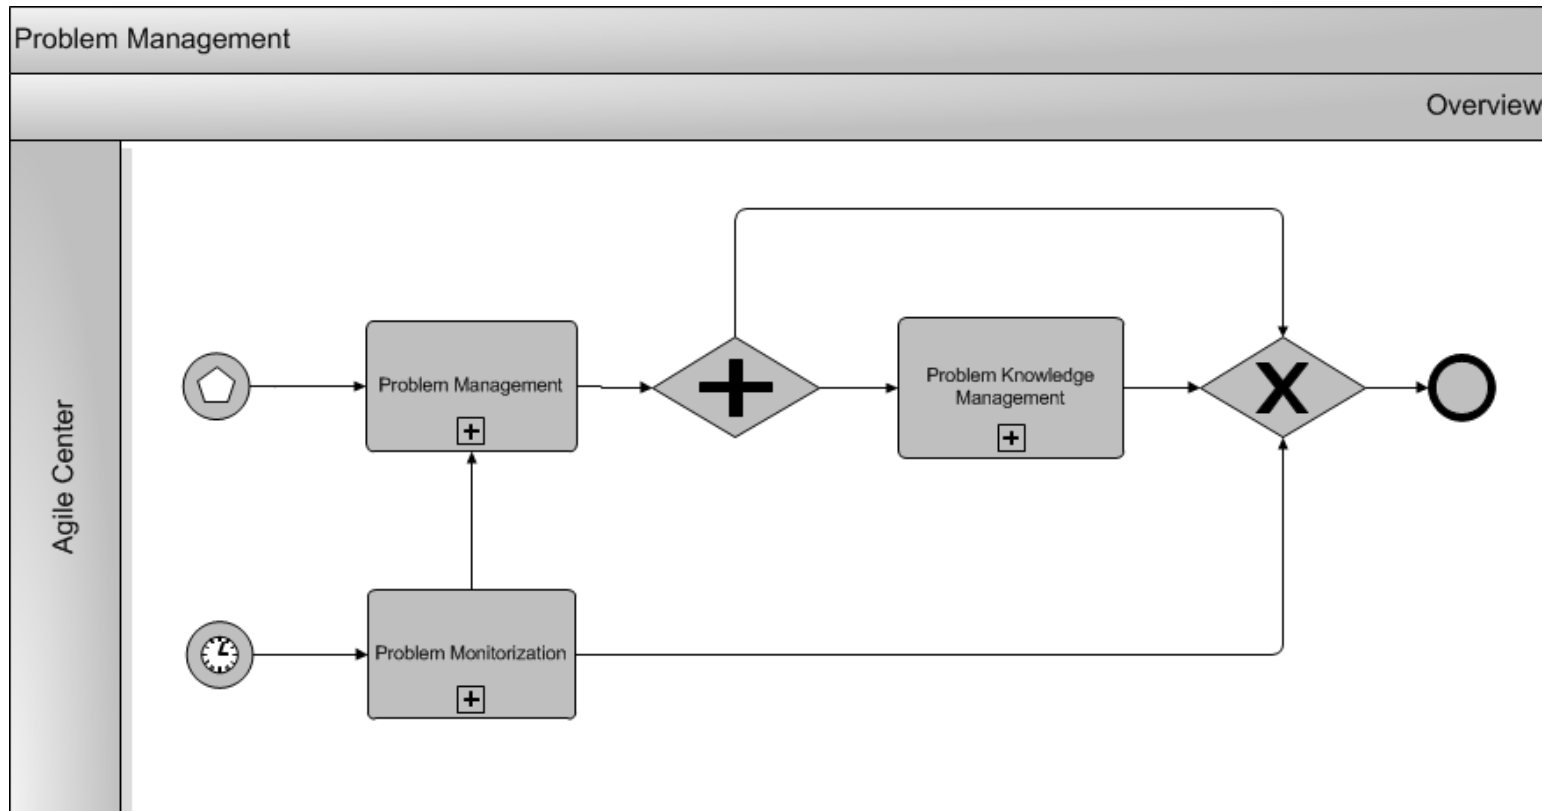 Problem Management
Overview
Agile Center
Problem Management
Problem Knowledge
Management
Problem Monitorization